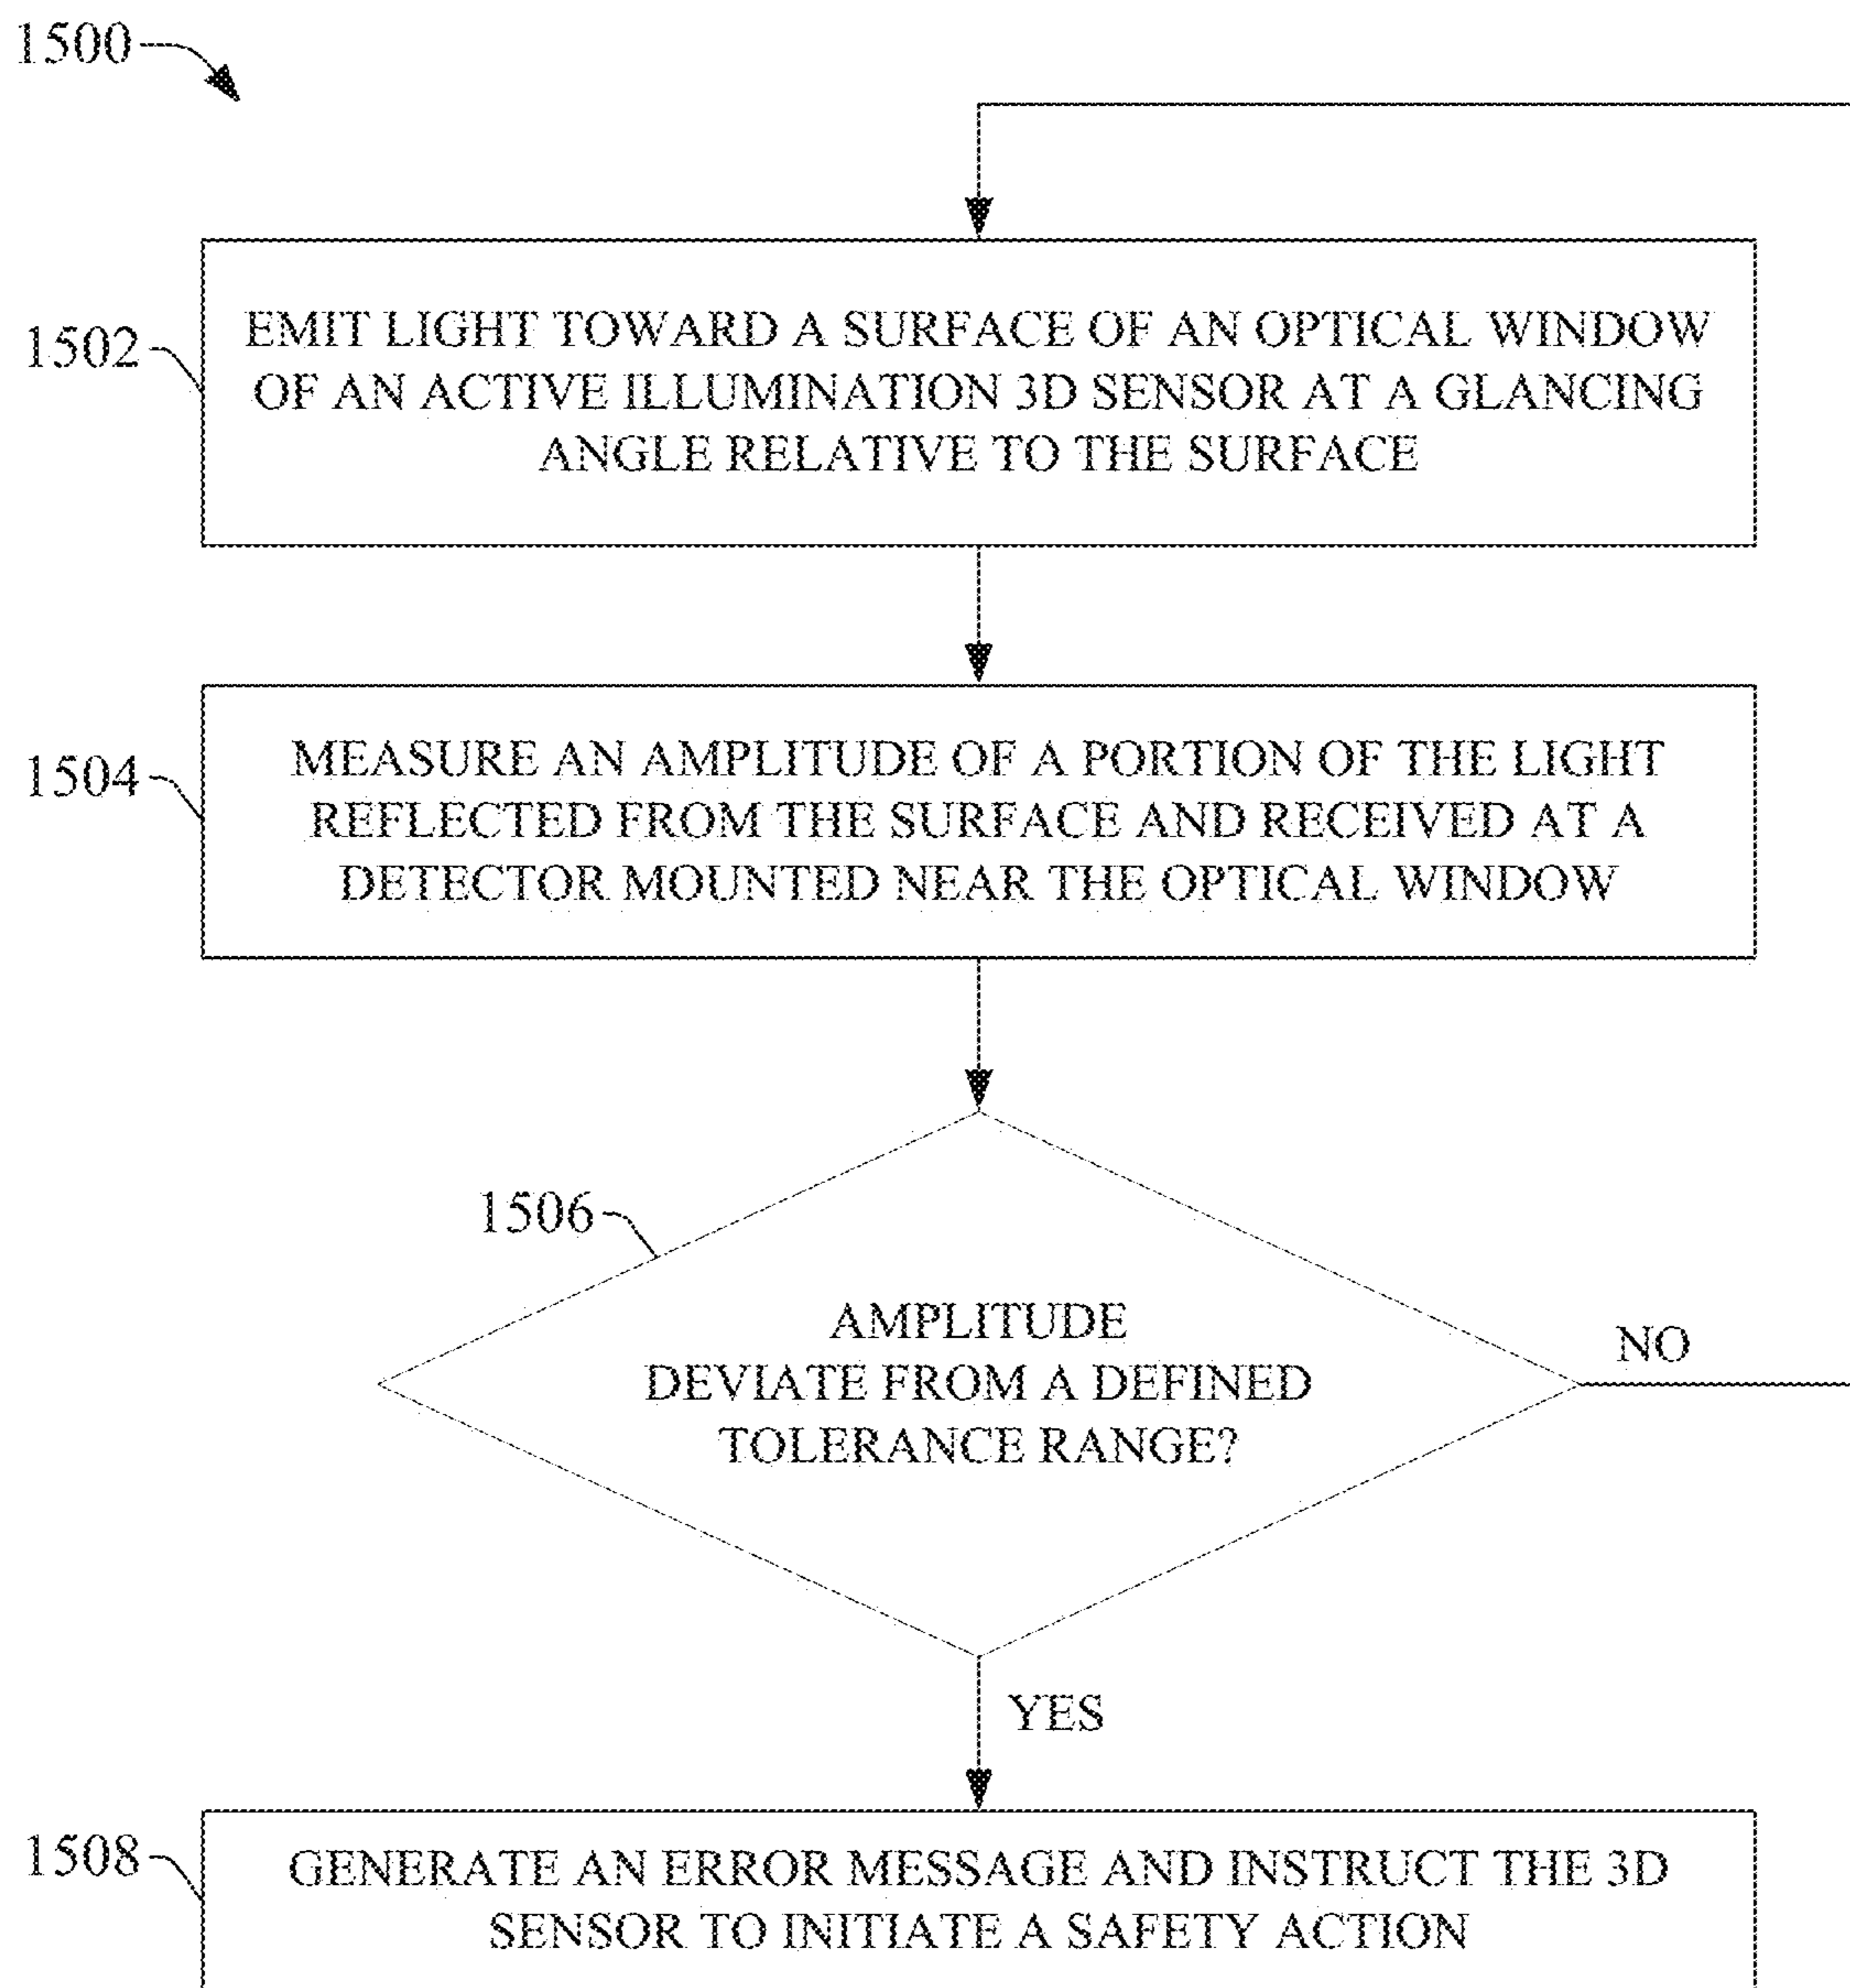 1500
1502
EMIT LIGHT TOWARD A SURFACE OF AN OPTICAL WINDOW
OF AN ACTIVE ILLUMINATION 3D SENSOR AT A GLANCING
ANGLE RELATIVE TO THE SURFACE
1504
MEASURE AN AMPLITUDE OF A PORTION OF THE LIGHT
REFLECTED FROM THE SURFACE AND RECEIVED AT A
DETECTOR MOUNTED NEAR THE OPTICAL WINDOW
1506
AMPLITUDE
DEVIATE FROM A DEFINED
TOLERANCE RANGE?
NO
YES
1508
GENERATE AN ERROR MESSAGE AND INSTRUCT THE 3D
SENSOR TO INITIATE A SAFETY ACTION